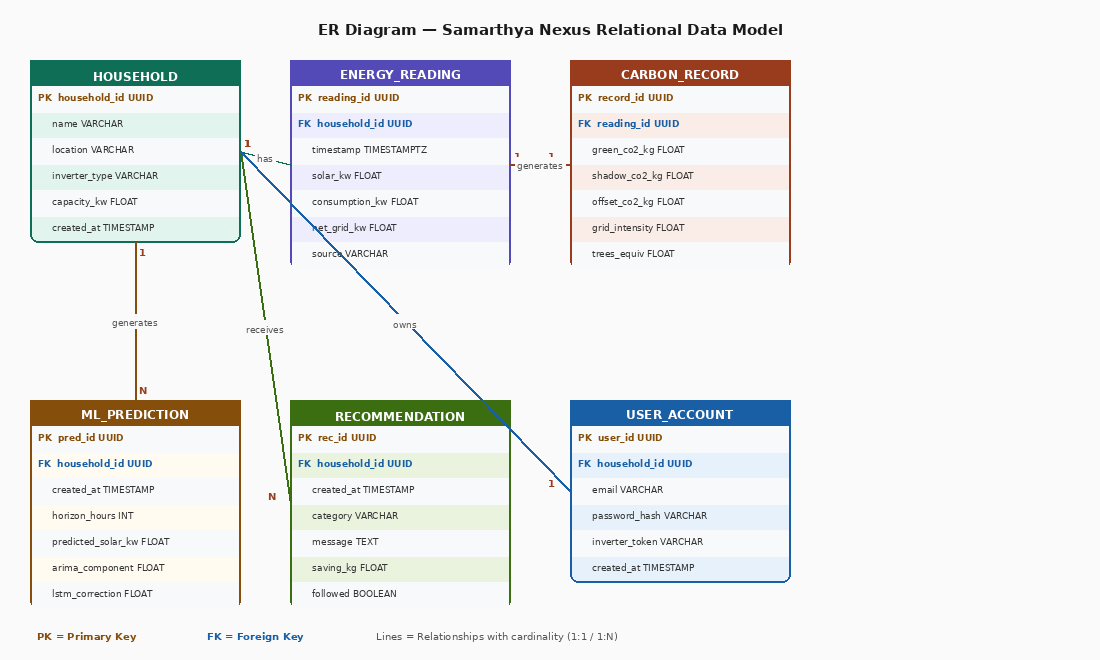 ER Diagram — Samarthya Nexus Relational Data Model
HOUSEHOLD
PK household_id UUID
name VARCHAR
location VARCHAR
inverter_type VARCHAR
capacity_kw FLOAT
created_at TIMESTAMP
ENERGY_READING
PK reading_id UUID
FK household_id UUID
timestamp TIMESTAMPTZ
solar_kw FLOAT
consumption_kw FLOAT
net_grid_kw FLOAT
source VARCHAR
CARBON_RECORD
PK record_id UUID
FK reading_id UUID
green_co2_kg FLOAT
shadow_co2_kg FLOAT
offset_co2_kg FLOAT
grid_intensity FLOAT
trees_equiv FLOAT
1
has
1
1
generates
1
generates
N
receives
N
owns
1
ML_PREDICTION
PK pred_id UUID
FK household_id UUID
created_at TIMESTAMP
horizon_hours INT
predicted_solar_kw FLOAT
arima_component FLOAT
lstm_correction FLOAT
RECOMMENDATION
PK rec_id UUID
FK household_id UUID
created_at TIMESTAMP
category VARCHAR
message TEXT
saving_kg FLOAT
followed BOOLEAN
USER_ACCOUNT
PK user_id UUID
FK household_id UUID
email VARCHAR
password_hash VARCHAR
inverter_token VARCHAR
created_at TIMESTAMP
PK = Primary Key
FK = Foreign Key
Lines = Relationships with cardinality (1:1 / 1:N)